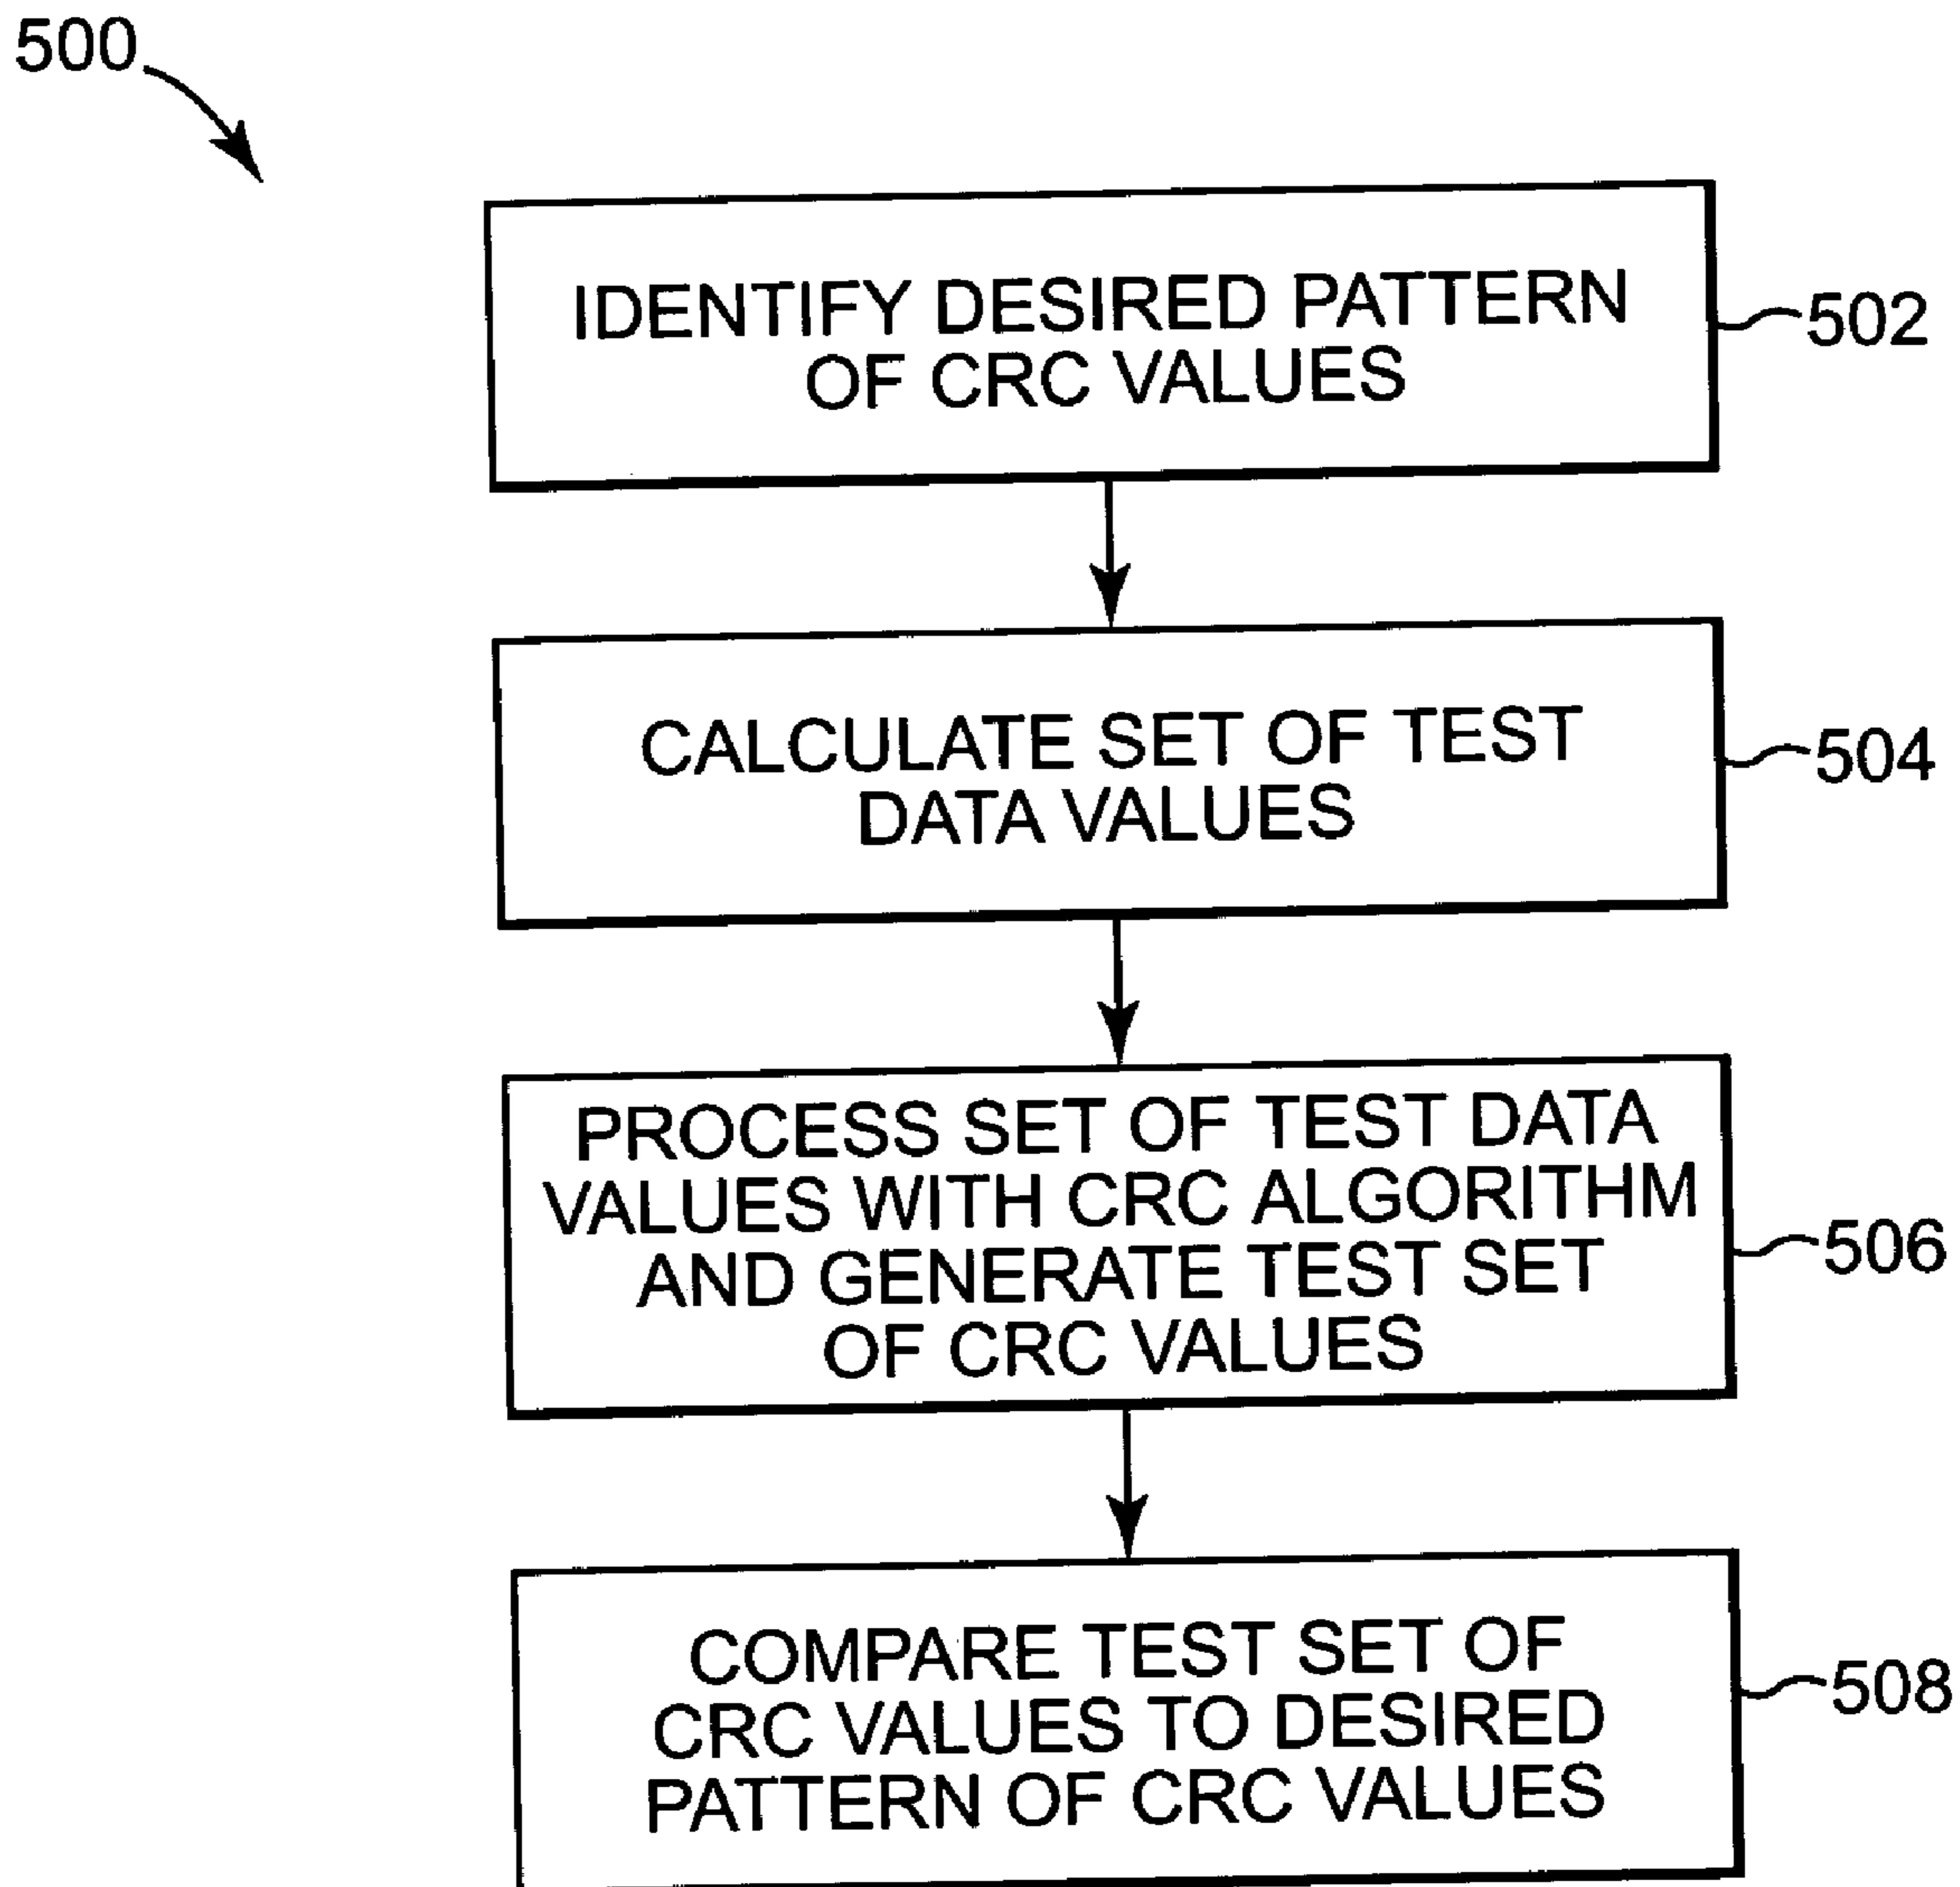 500
IDENTIFY DESIRED PATTERN
OF CRC VALUES
502
CALCULATE SET OF TEST
DATA VALUES
504
PROCESS SET OF TEST DATA
VALUES WITH CRC ALGORITHM
AND GENERATE TEST SET
OF CRC VALUES
506
COMPARE TEST SET OF
CRC VALUES TO DESIRED
PATTERN OF CRC VALUES
508